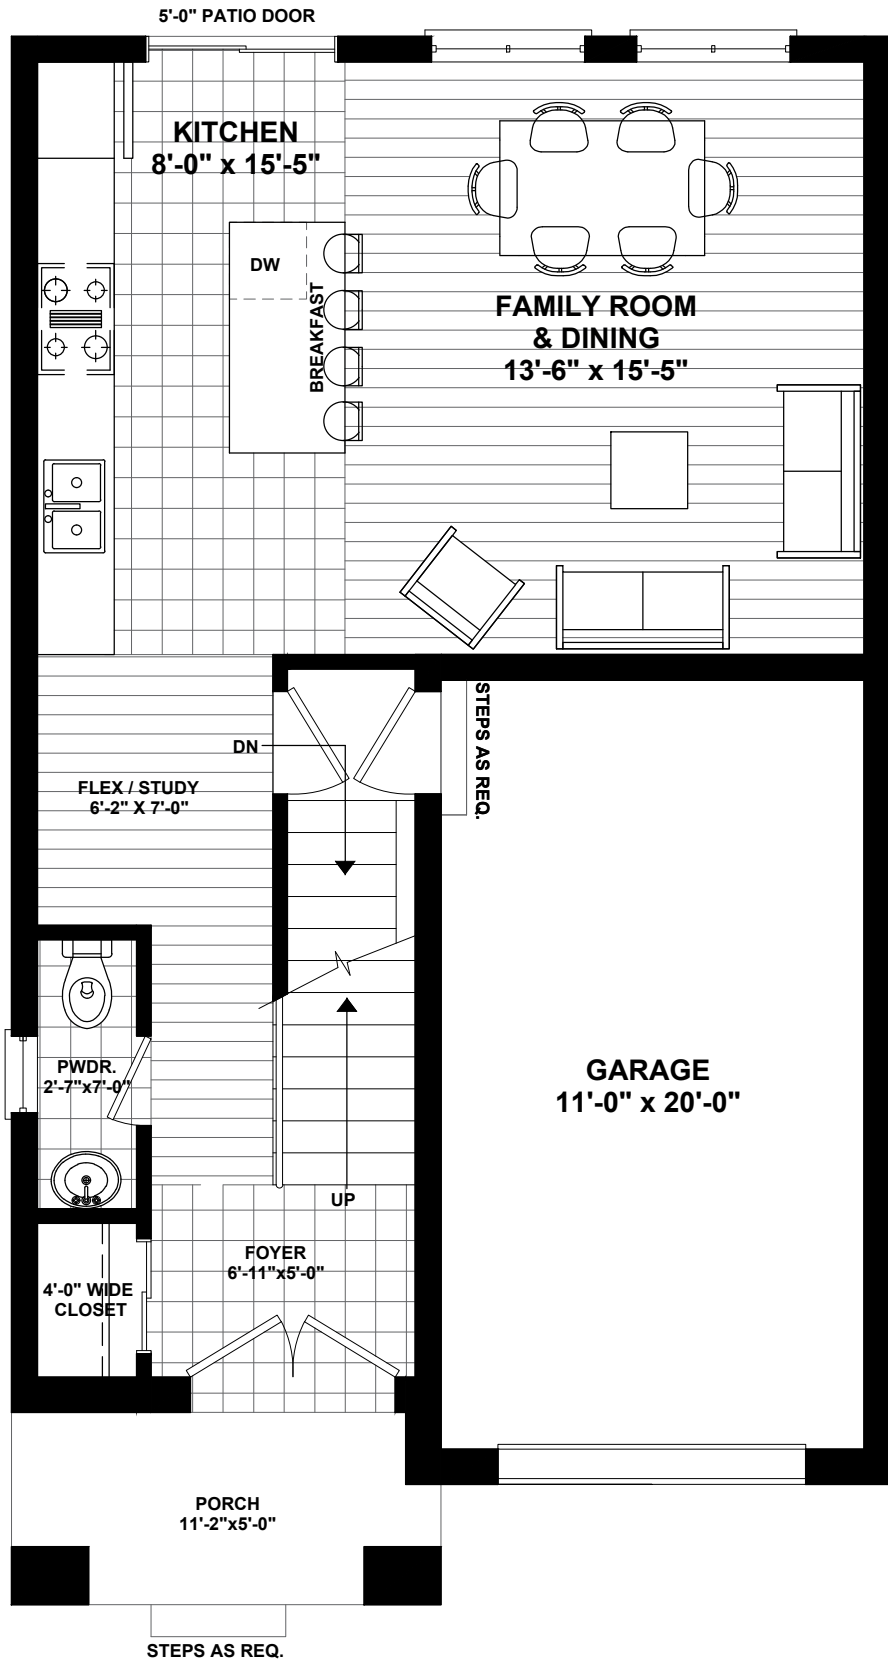 5'-0" PATIO DOOR
KITCHEN
8'-0" x 15'-5"
DW
BREAKFAST
FAMILY ROOM
& DINING
13'-6" x 15'-5"
STEPS AS REQ.
DN
FLEX / STUDY
6'-2" X 7'-0"
PWDR.
2'-7"x7'-0"
GARAGE
11'-0" x 20'-0"
UP
FOYER
6'-11"x5'-0"
4'-0" WIDE
CLOSET
PORCH
11'-2"x5'-0"
STEPS AS REQ.